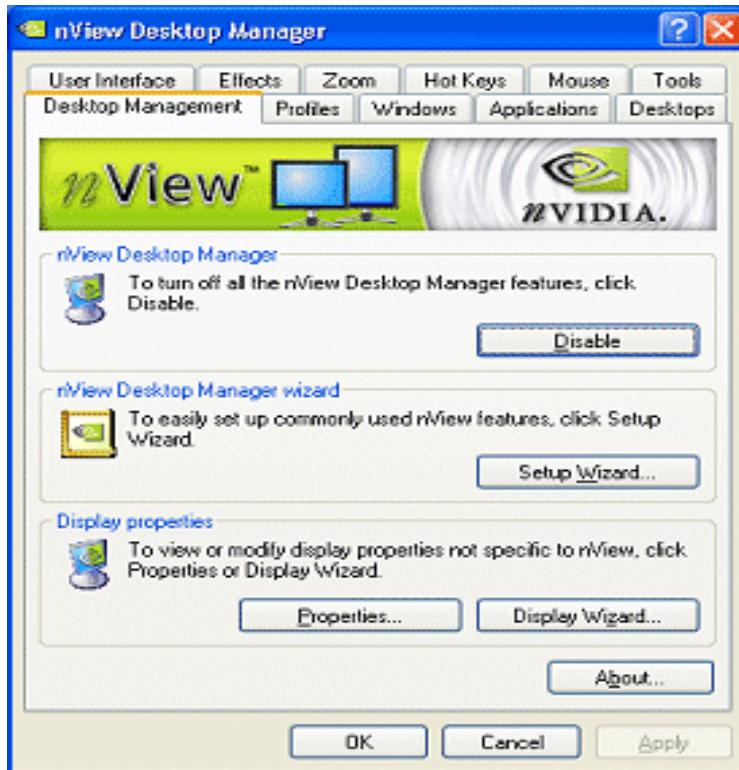 nView Desktop Manager
User Interface Effects Zoom Hot Keys Mouse Tools
Desktop Management Profiles Windows Applications Desktops
nView™ nVIDIA.
nView Desktop Manager
To turn off all the nView Desktop Manager features, click
Disable.
Disable
nView Desktop Manager wizard
To easily set up commonly used nView features, click Setup
Wizard.
Setup Wizard...
Display properties
To view or modify display properties not specific to nView, click
Properties or Display Wizard.
Properties... Display Wizard...
About...
OK Cancel Apply